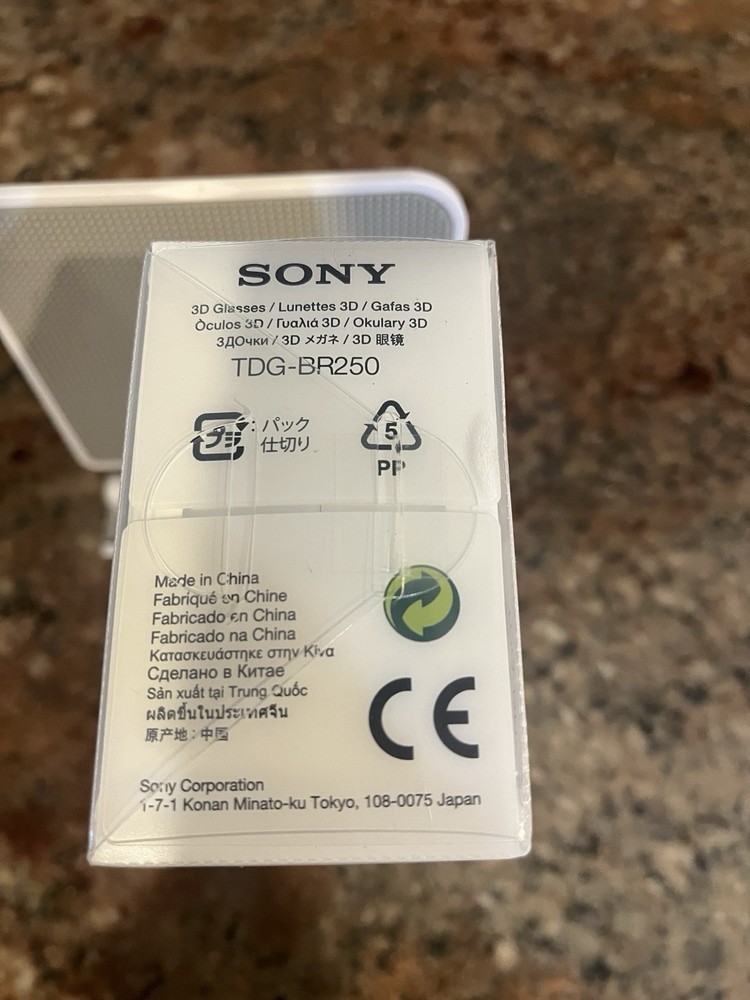 SONY
3D Glasses / Lunettes 3D / Gafas 3D
Óculos 3D / Γυαλιά 3D / Okulary 3D
3ДОчки / 3D メガネ / 3D 眼镜
TDG-BR250
プラ : パック
仕切り
5
PP
Made in China
Fabriqué en Chine
Fabricado en China
Fabricado na China
Κατασκευάστηκε στην Κίνα
Сделано в Китае
Sản xuất tại Trung Quốc
ผลิตขึ้นในประเทศจีน
原产地 : 中国
CE
Sony Corporation
1-7-1 Konan Minato-ku Tokyo, 108-0075 Japan